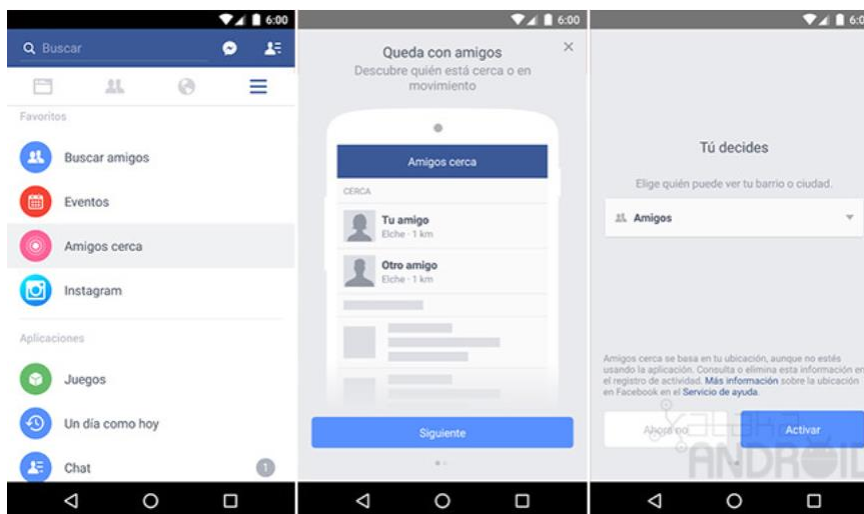 6:00
Buscar
Favoritos
Buscar amigos
Eventos
Amigos cerca
Instagram
Aplicaciones
Juegos
Un día como hoy
Chat
1
6:00
Queda con amigos
Descubre quién está cerca o en
movimiento
Amigos cerca
CERCA
Tu amigo
Elche · 1 km
Otro amigo
Elche · 1 km
Siguiente
6:0
Tú decides
Elige quién puede ver tu barrio o ciudad.
Amigos
Amigos cerca se basa en tu ubicación, aunque no estés
usando la aplicación. Consulta o elimina esta información en
el registro de actividad. Más información sobre la ubicación
en Facebook en el Servicio de ayuda.
Ahora no
Activar
xataka
ANDROID